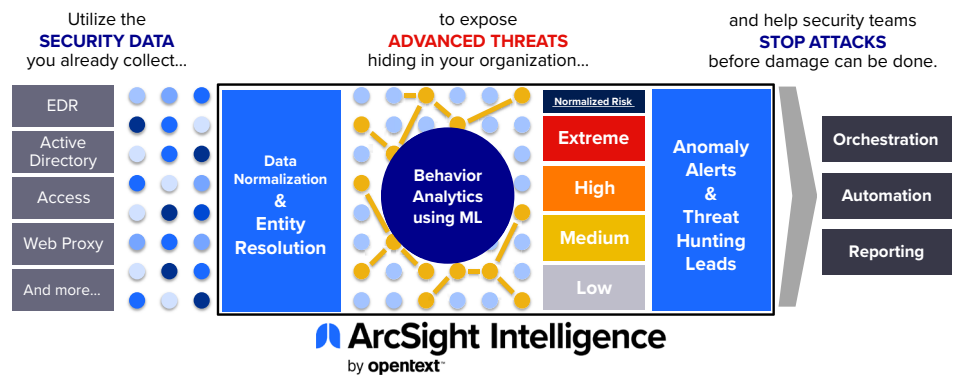 Utilize the
SECURITY DATA
you already collect...
to expose
ADVANCED THREATS
hiding in your organization...
and help security teams
STOP ATTACKS
before damage can be done.
EDR
Active
Directory
Access
Web Proxy
And more...
Data
Normalization
&
Entity
Resolution
Behavior
Analytics
using ML
Normalized Risk
Extreme
High
Medium
Low
Anomaly
Alerts
&
Threat
Hunting
Leads
Orchestration
Automation
Reporting
ArcSight Intelligence
by opentext™